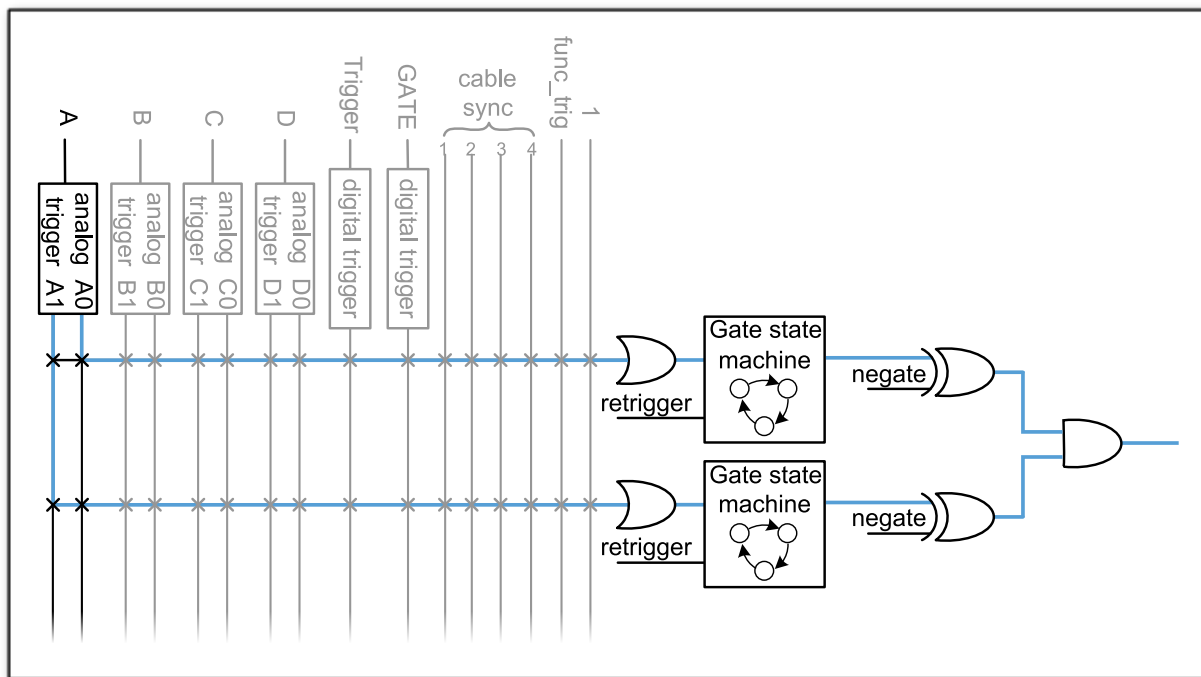 A
B
C
D
Trigger
GATE
cable
sync
1
2
3
4
func_trig
1
analog A0
trigger A1
analog B0
trigger B1
analog C0
trigger C1
analog D0
trigger D1
digital trigger
digital trigger
Gate state
machine
retrigger
negate
Gate state
machine
retrigger
negate